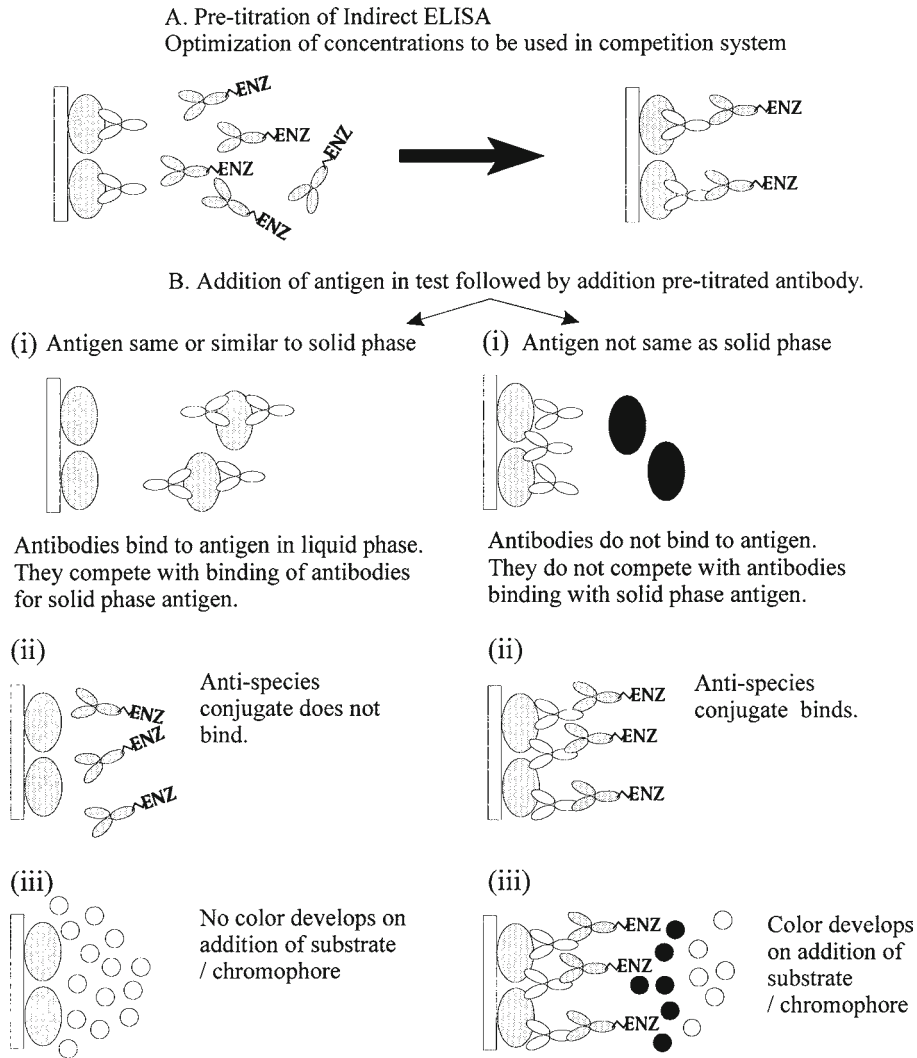 A. Pre-titration of Indirect ELISA
Optimization of concentrations to be used in competition system
ENZ
ENZ
ENZ
ENZ
ENZ
ENZ
ENZ
B. Addition of antigen in test followed by addition pre-titrated antibody.
(i) Antigen same or similar to solid phase
Antibodies bind to antigen in liquid phase.
They compete with binding of antibodies
for solid phase antigen.
(ii)
Anti-species
conjugate does not
bind.
ENZ
ENZ
ENZ
(iii)
No color develops on
addition of substrate
/ chromophore
(i) Antigen not same as solid phase
Antibodies do not bind to antigen.
They do not compete with antibodies
binding with solid phase antigen.
(ii)
ENZ
ENZ
ENZ
Anti-species
conjugate binds.
(iii)
ENZ
ENZ
ENZ
Color develops
on addition of
substrate
/ chromophore